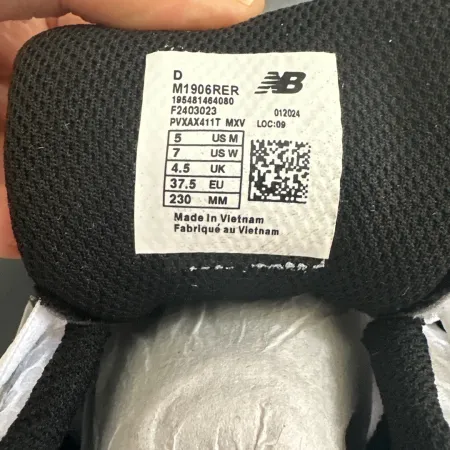 D
M1906RER
195481464080
F2403023
PVXAX411T MXV
012024
LOC:09
5 US M
7 US W
4.5 UK
37.5 EU
230 MM
Made in Vietnam
Fabriqué au Vietnam
NB